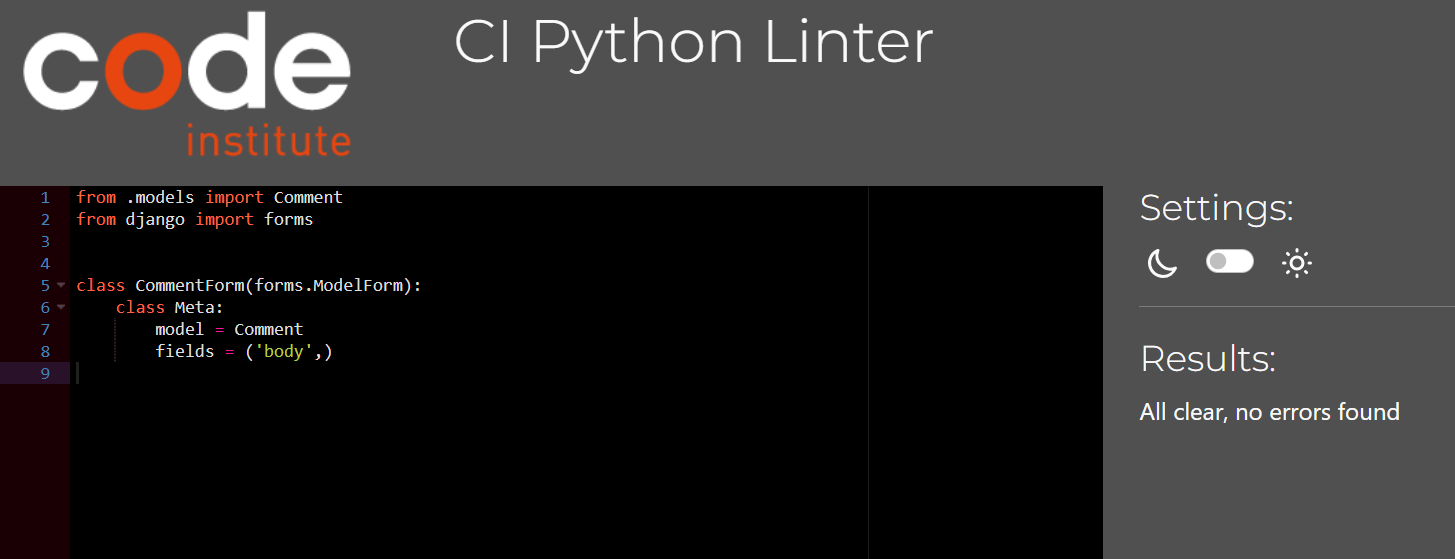 code
institute
CI Python Linter
1 from .models import Comment
2 from django import forms
3
4
5 class CommentForm(forms.ModelForm):
6     class Meta:
7         model = Comment
8         fields = ('body',)
9
Settings:
Results:
All clear, no errors found